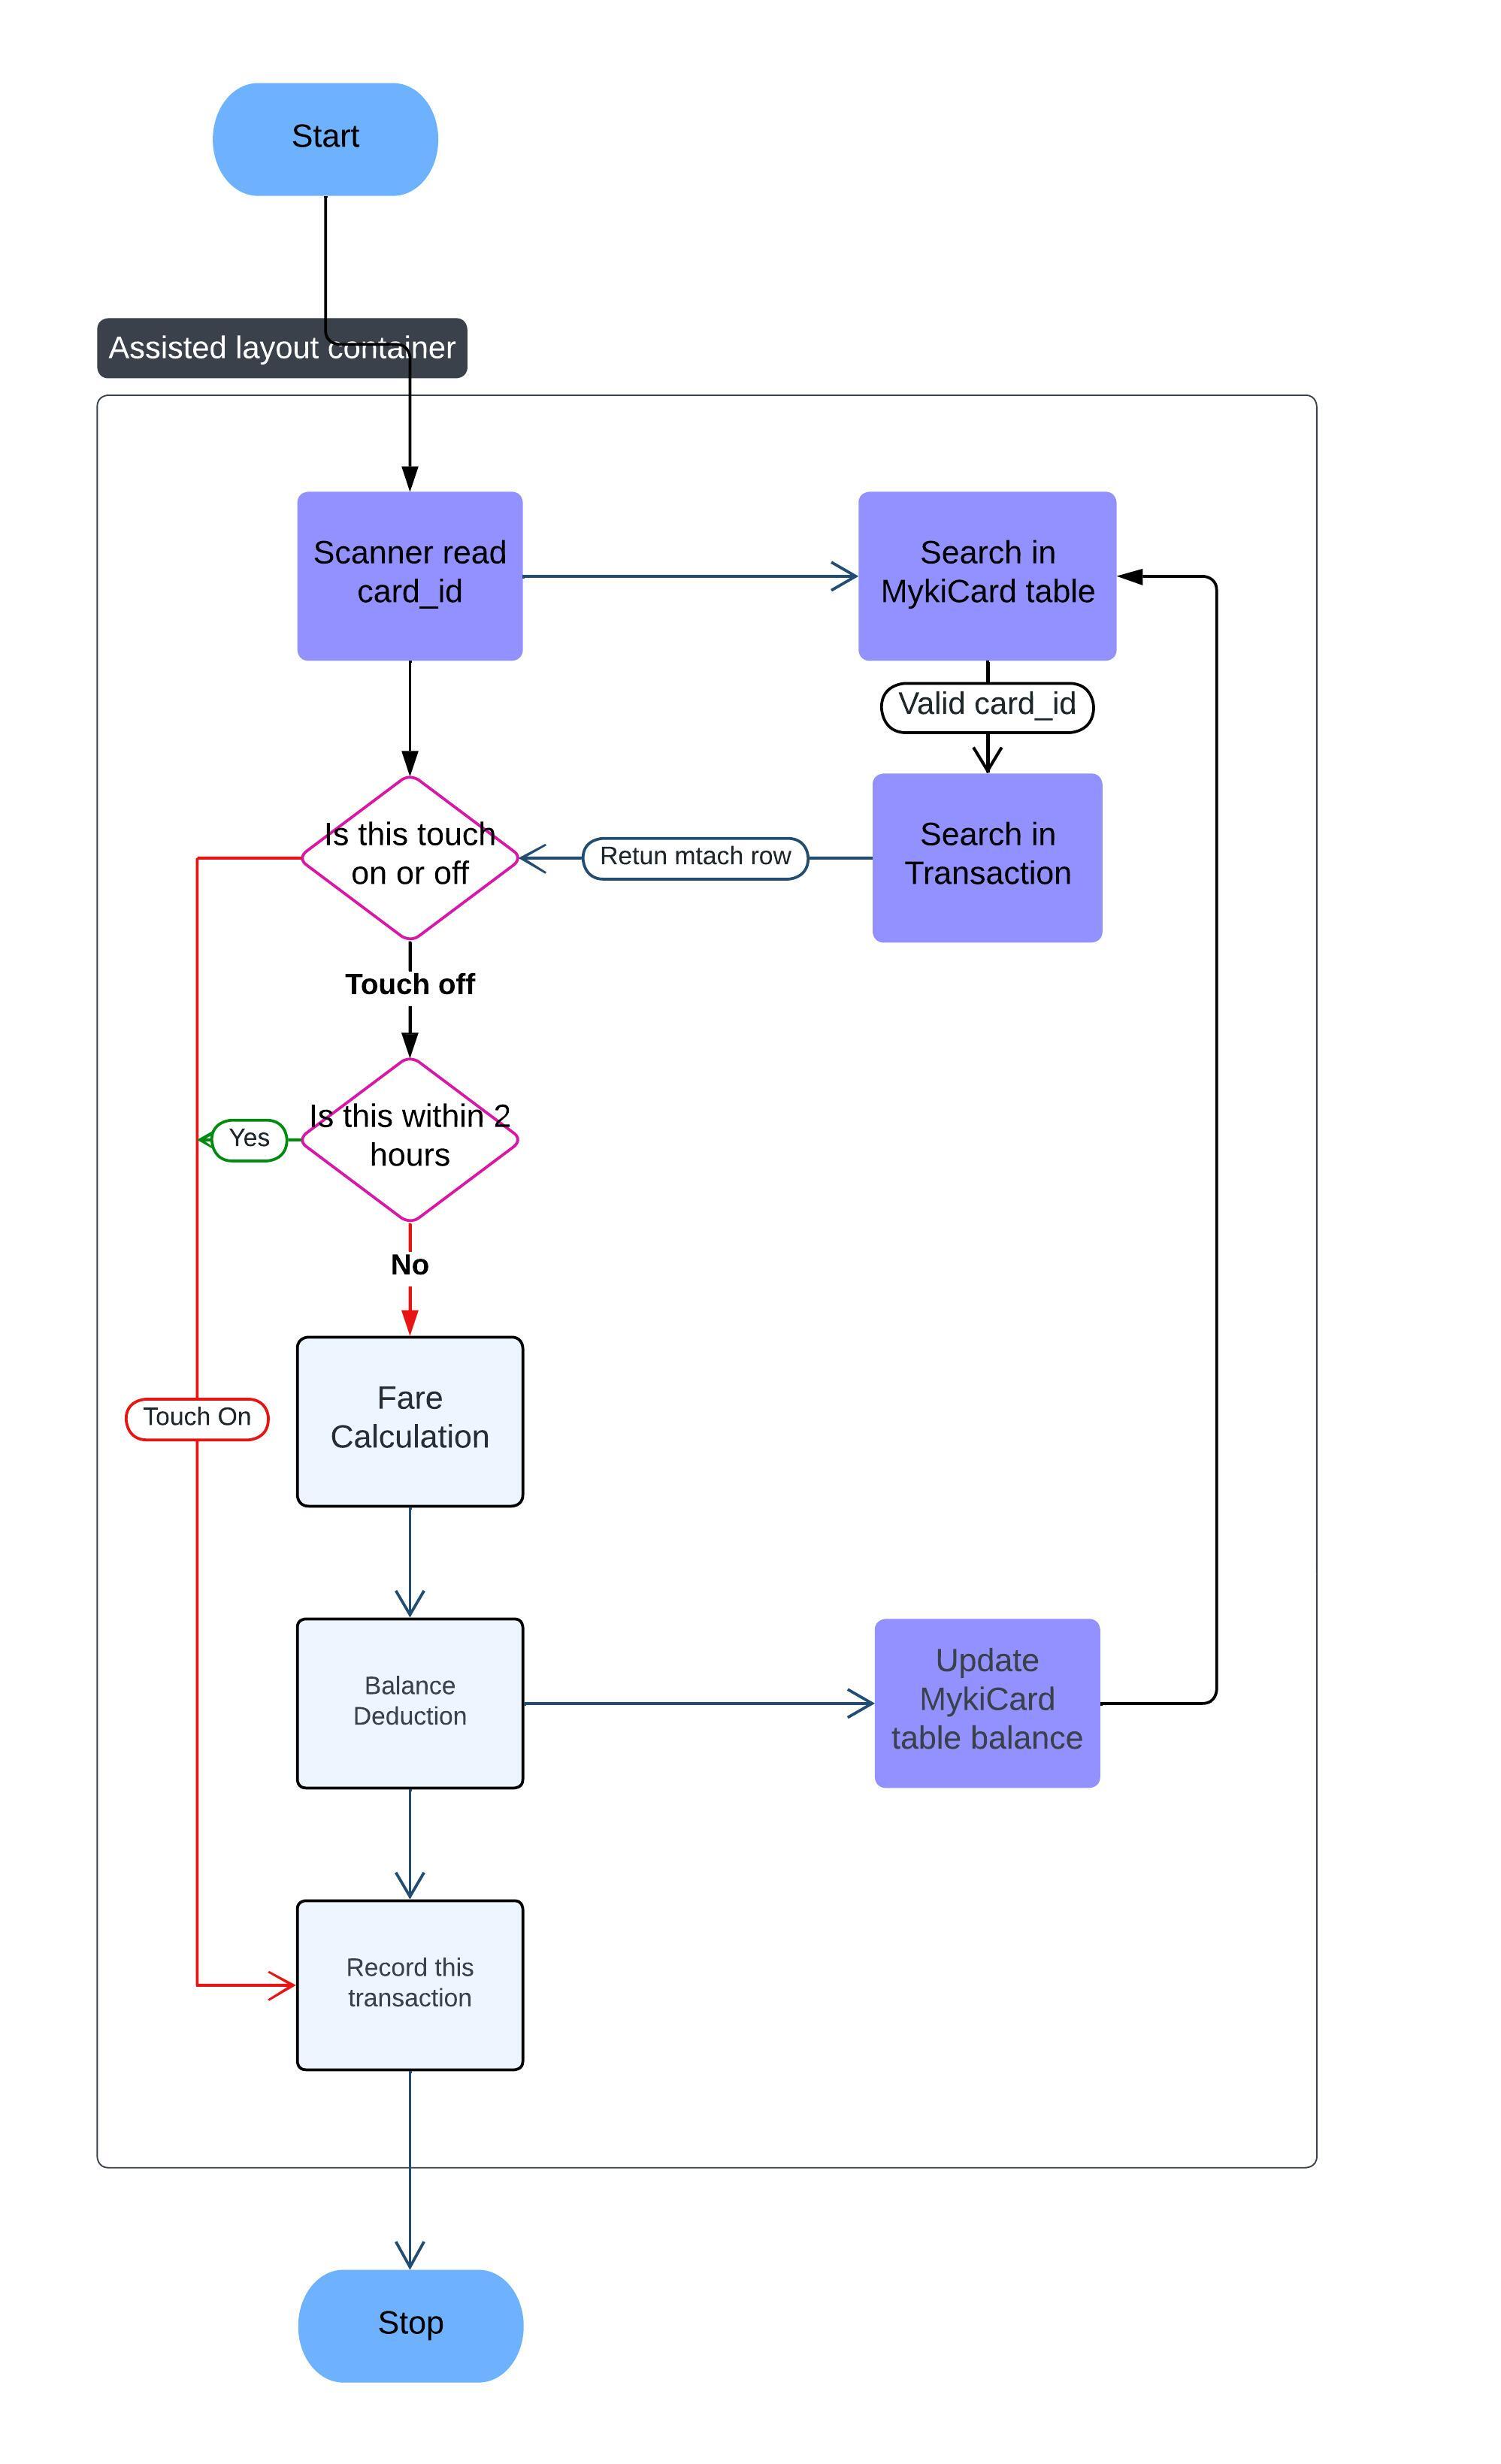 Start
Assisted layout container
Scanner read
card_id
Search in
MykiCard table
Valid card_id
Is this touch
on or off
Retun mtach row
Search in
Transaction
Touch off
Is this within 2
hours
Yes
No
Fare
Calculation
Touch On
Balance
Deduction
Update
MykiCard
table balance
Record this
transaction
Stop